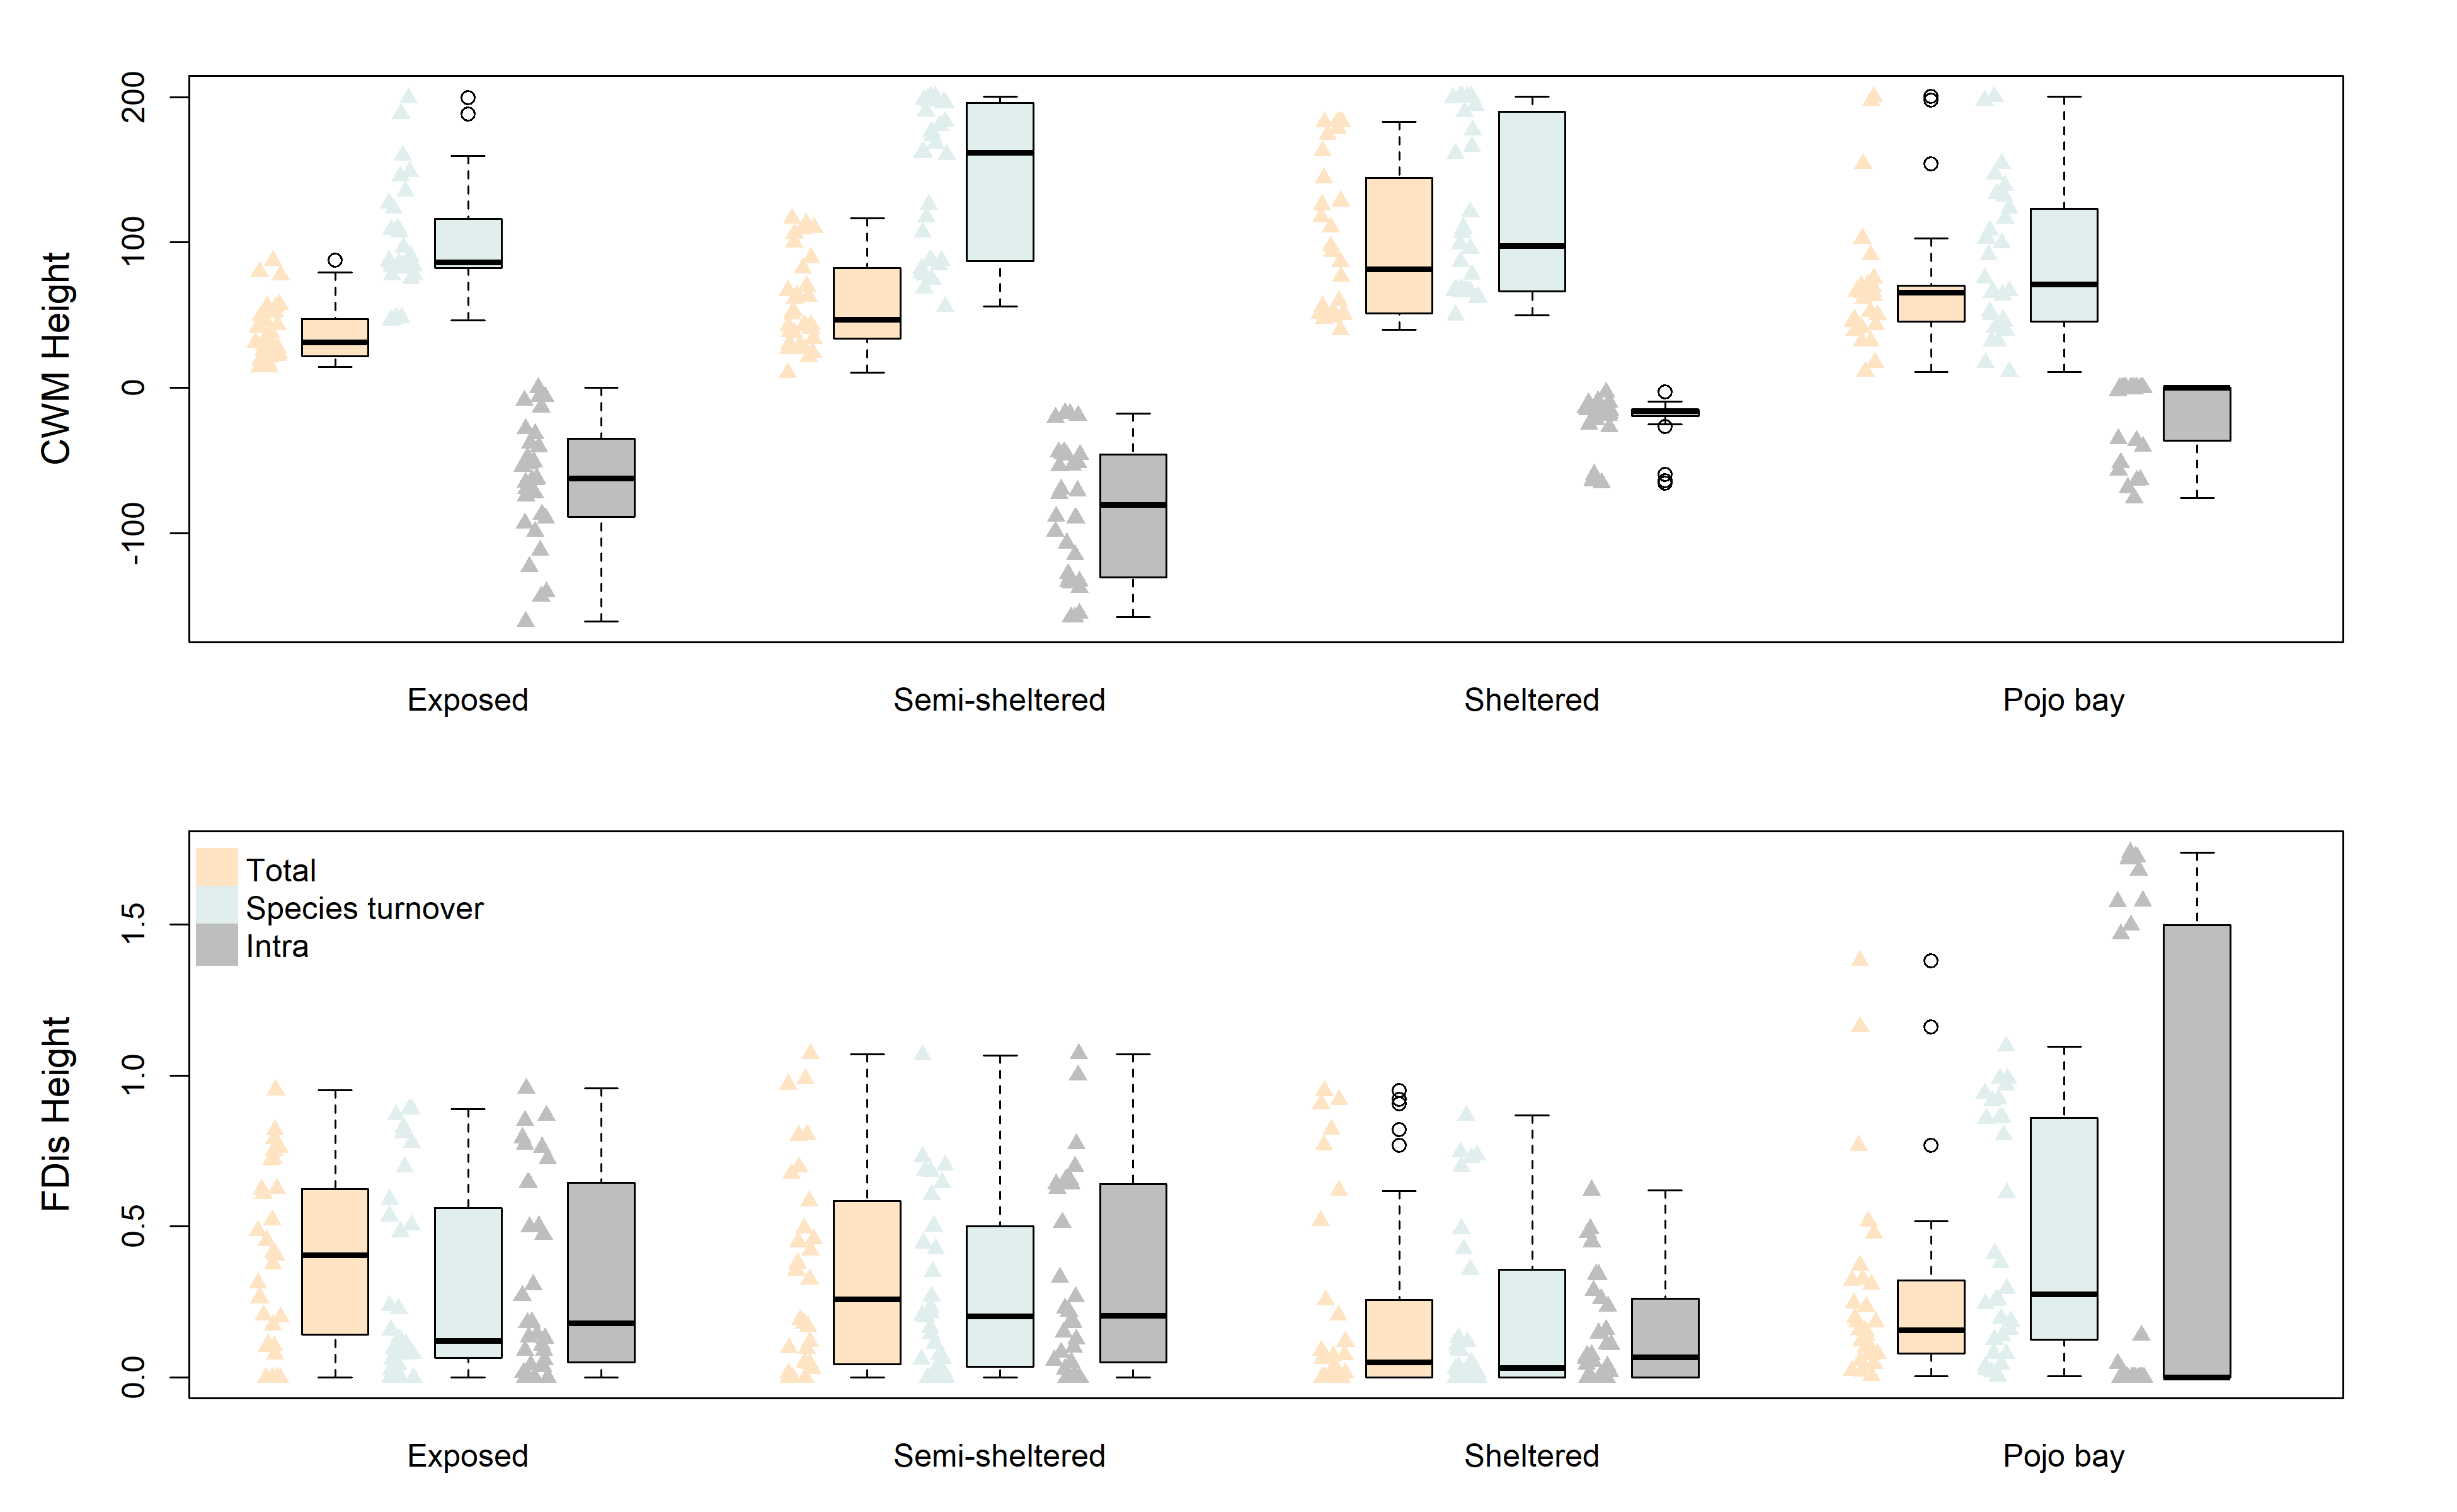 CWM Height
200
100
0
-100
Exposed
Semi-sheltered
Sheltered
Pojo bay
FDis Height
1.5
1.0
0.5
0.0
Total
Species turnover
Intra
Exposed
Semi-sheltered
Sheltered
Pojo bay